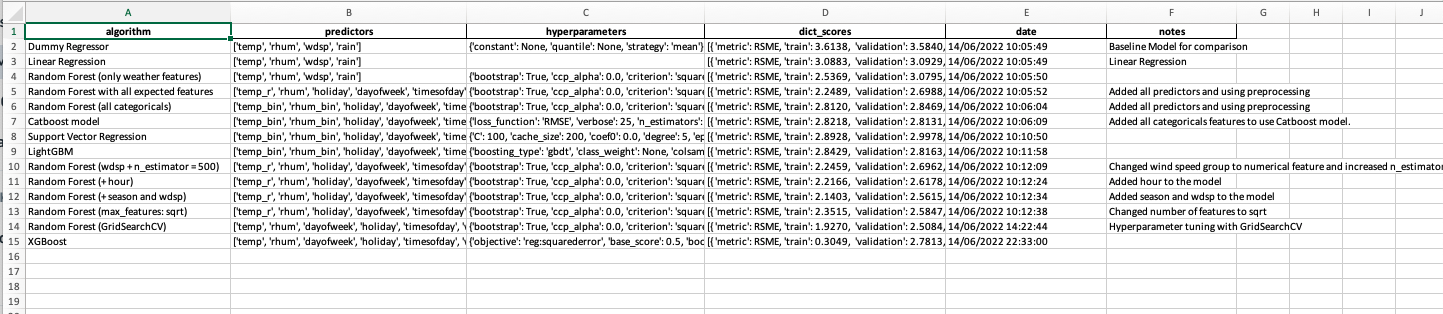 A B C D E F G H I J
1 algorithm predictors hyperparameters dict_scores date notes
2 Dummy Regressor ['temp', 'rhum', 'wdsp', 'rain'] {'constant': None, 'quantile': None, 'strategy': 'mean'} [{'metric': RSME, 'train': 3.6138, 'validation': 3.5840, 14/06/2022 10:05:49 Baseline Model for comparison
3 Linear Regression ['temp', 'rhum', 'wdsp', 'rain'] [{'metric': RSME, 'train': 3.0883, 'validation': 3.0929, 14/06/2022 10:05:49 Linear Regression
4 Random Forest (only weather features) ['temp', 'rhum', 'wdsp', 'rain'] {'bootstrap': True, 'ccp_alpha': 0.0, 'criterion': 'squar [{'metric': RSME, 'train': 2.5369, 'validation': 3.0795, 14/06/2022 10:05:50
5 Random Forest with all expected features ['temp_r', 'rhum', 'holiday', 'dayofweek', 'timesofday' {'bootstrap': True, 'ccp_alpha': 0.0, 'criterion': 'squar [{'metric': RSME, 'train': 2.2489, 'validation': 2.6988, 14/06/2022 10:05:52 Added all predictors and using preprocessing
6 Random Forest (all categoricals) ['temp_bin', 'rhum_bin', 'holiday', 'dayofweek', 'time {'bootstrap': True, 'ccp_alpha': 0.0, 'criterion': 'squar [{'metric': RSME, 'train': 2.8120, 'validation': 2.8469, 14/06/2022 10:06:04 Added all predictors and using preprocessing
7 Catboost model ['temp_bin', 'rhum_bin', 'holiday', 'dayofweek', 'time {'loss_function': 'RMSE', 'verbose': 25, 'n_estimators': [{'metric': RSME, 'train': 2.8218, 'validation': 2.8131, 14/06/2022 10:06:09 Added all categoricals features to use Catboost model.
8 Support Vector Regression ['temp_bin', 'rhum_bin', 'holiday', 'dayofweek', 'time {'C': 100, 'cache_size': 200, 'coef0': 0.0, 'degree': 5, 'ep [{'metric': RSME, 'train': 2.8928, 'validation': 2.9978, 14/06/2022 10:10:50
9 LightGBM ['temp_bin', 'rhum_bin', 'holiday', 'dayofweek', 'time {'boosting_type': 'gbdt', 'class_weight': None, 'colsam [{'metric': RSME, 'train': 2.8429, 'validation': 2.8163, 14/06/2022 10:11:58
10 Random Forest (wdsp + n_estimator = 500) ['temp_r', 'rhum', 'holiday', 'dayofweek', 'timesofday' {'bootstrap': True, 'ccp_alpha': 0.0, 'criterion': 'squar [{'metric': RSME, 'train': 2.2459, 'validation': 2.6962, 14/06/2022 10:12:09 Changed wind speed group to numerical feature and increased n_estimator
11 Random Forest (+ hour) ['temp_r', 'rhum', 'holiday', 'dayofweek', 'timesofday' {'bootstrap': True, 'ccp_alpha': 0.0, 'criterion': 'squar [{'metric': RSME, 'train': 2.2166, 'validation': 2.6178, 14/06/2022 10:12:24 Added hour to the model
12 Random Forest (+ season and wdsp) ['temp_r', 'rhum', 'holiday', 'dayofweek', 'timesofday' {'bootstrap': True, 'ccp_alpha': 0.0, 'criterion': 'squar [{'metric': RSME, 'train': 2.1403, 'validation': 2.5615, 14/06/2022 10:12:34 Added season and wdsp to the model
13 Random Forest (max_features: sqrt) ['temp_r', 'rhum', 'holiday', 'dayofweek', 'timesofday' {'bootstrap': True, 'ccp_alpha': 0.0, 'criterion': 'squar [{'metric': RSME, 'train': 2.3515, 'validation': 2.5847, 14/06/2022 10:12:38 Changed number of features to sqrt
14 Random Forest (GridSearchCV) ['temp', 'rhum', 'dayofweek', 'holiday', 'timesofday', {'bootstrap': True, 'ccp_alpha': 0.0, 'criterion': 'squar [{'metric': RSME, 'train': 1.9270, 'validation': 2.5084, 14/06/2022 14:22:44 Hyperparameter tuning with GridSearchCV
15 XGBoost ['temp', 'rhum', 'dayofweek', 'holiday', 'timesofday', {'objective': 'reg:squarederror', 'base_score': 0.5, 'boo [{'metric': RSME, 'train': 0.3049, 'validation': 2.7813, 14/06/2022 22:33:00
16
17
18
19